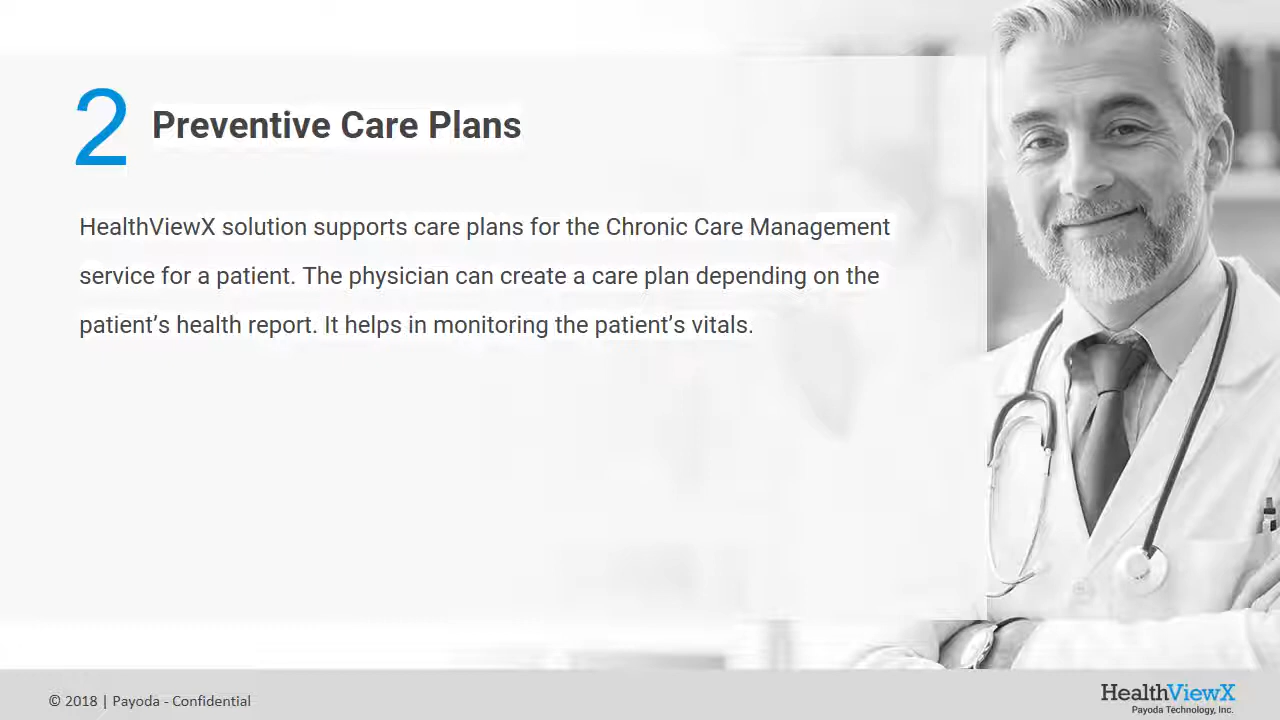 2 Preventive Care Plans
HealthViewX solution supports care plans for the Chronic Care Management
service for a patient. The physician can create a care plan depending on the
patient’s health report. It helps in monitoring the patient’s vitals.
© 2018 | Payoda - Confidential
HealthViewX
Payoda Technology, Inc.